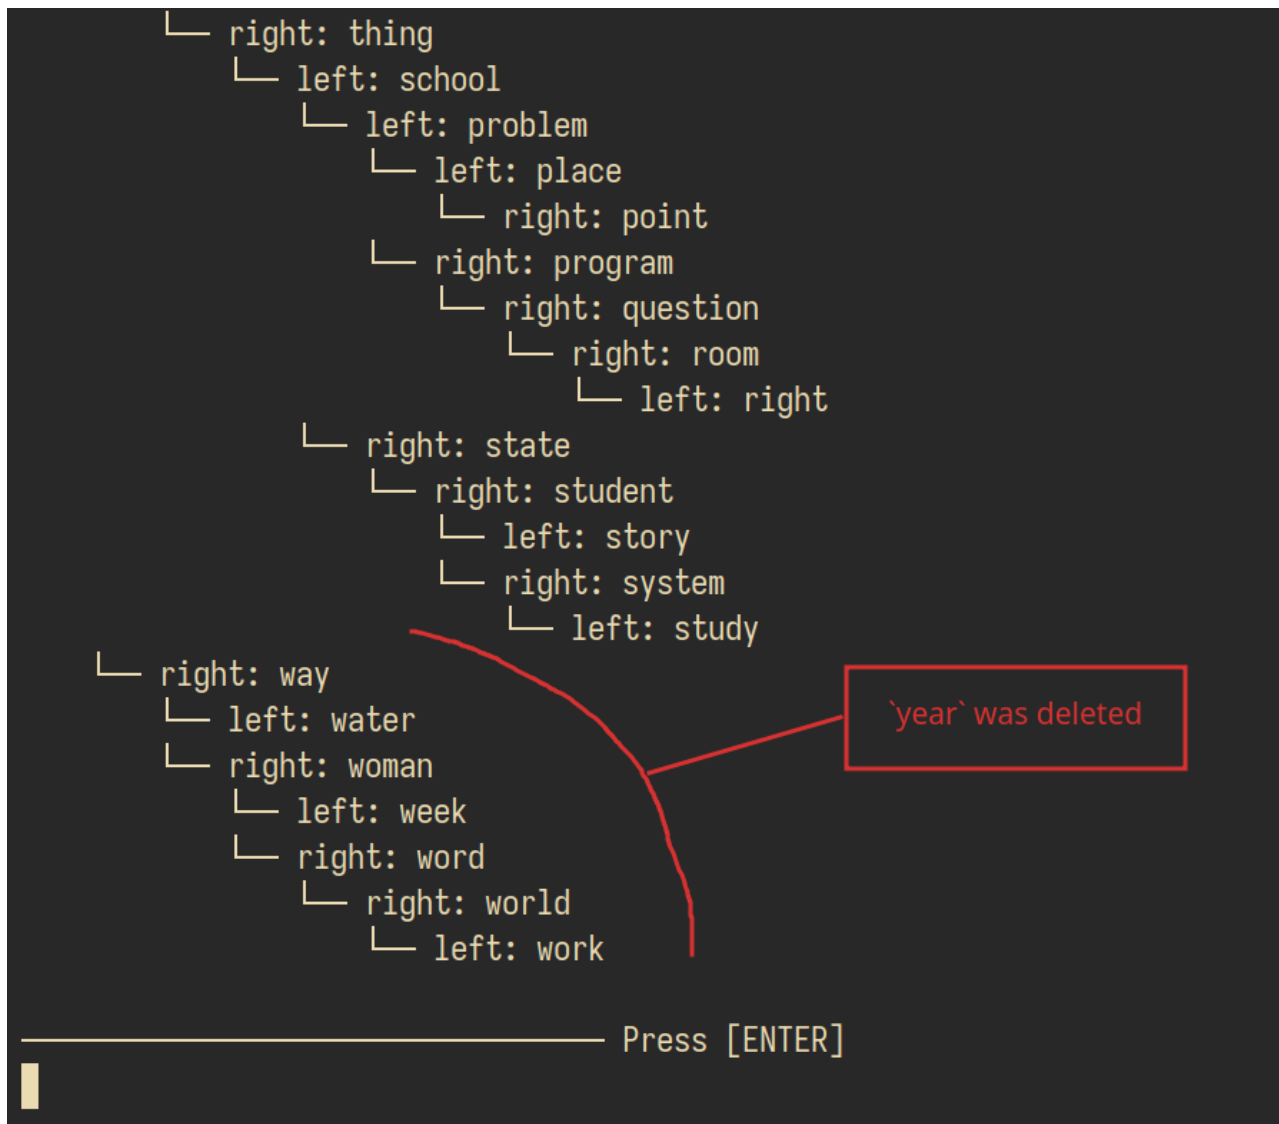 └── right: thing
└── left: school
└── left: problem
└── left: place
└── right: point
└── right: program
└── right: question
└── right: room
└── left: right
└── right: state
└── right: student
└── left: story
└── right: system
└── left: study
└── right: way
└── left: water
`year` was deleted
└── right: woman
└── left: week
└── right: word
└── right: world
└── left: work
Press [ENTER]